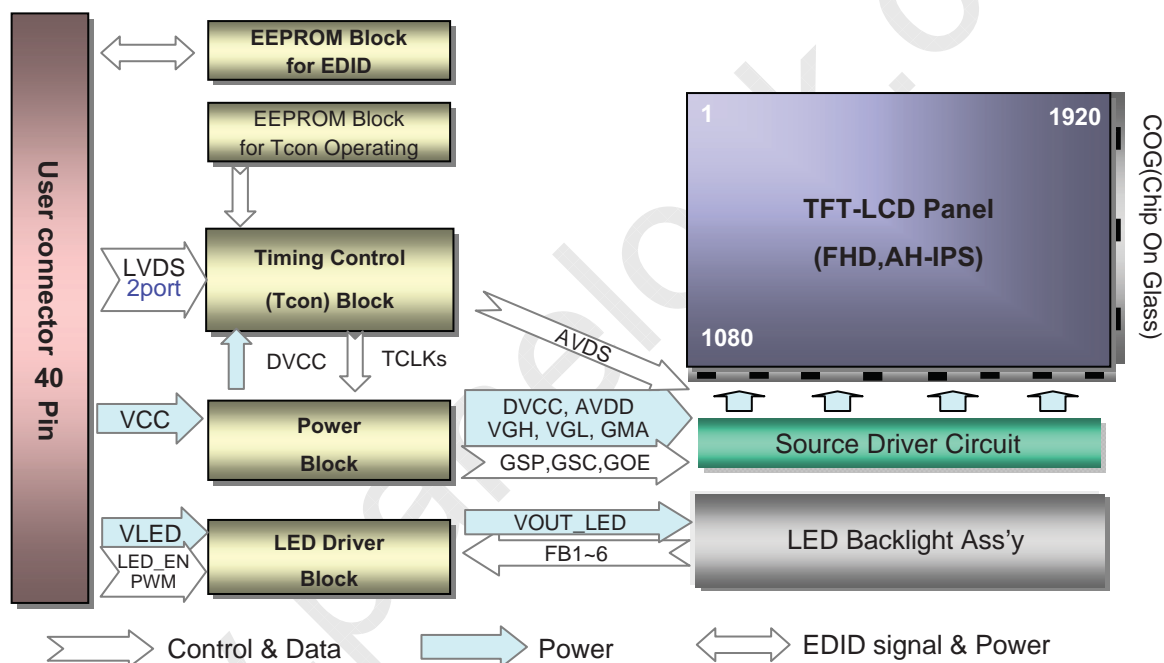 User connector 40 Pin
EEPROM Block
for EDID
EEPROM Block
for Tcon Operating
LVDS
2port
Timing Control
(Tcon) Block
DVCC
TCLKs
AVDS
VCC
Power
Block
DVCC, AVDD
VGH, VGL, GMA
GSP,GSC,GOE
VLED
LED_EN
PWM
LED Driver
Block
VOUT_LED
FB1~6
1
1920
TFT-LCD Panel
(FHD,AH-IPS)
1080
COG(Chip On Glass)
Source Driver Circuit
LED Backlight Ass'y
Control & Data
Power
EDID signal & Power